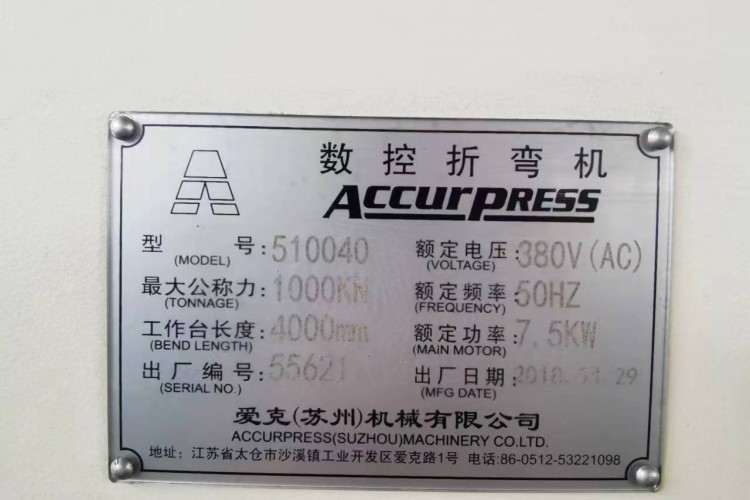 数控折弯机
ACCURPRESS
型 号: 510040 额定电压: 380V(AC)
(MODEL) (VOLTAGE)
最大公称力: 1000KN 额定频率: 50HZ
(TONNAGE) (FREQUENCY)
工作台长度: 4000mm 额定功率: 7.5KW
(BEND LENGTH) (MAIN MOTOR)
出厂编号: 55621 出厂日期:
(SERIAL NO.) (MFG DATE)
爱克(苏州)机械有限公司
ACCURPRESS(SUZHOU)MACHINERY CO.LTD.
地址: 江苏省太仓市沙溪镇工业开发区爱克路1号 电话:86-0512-53221098